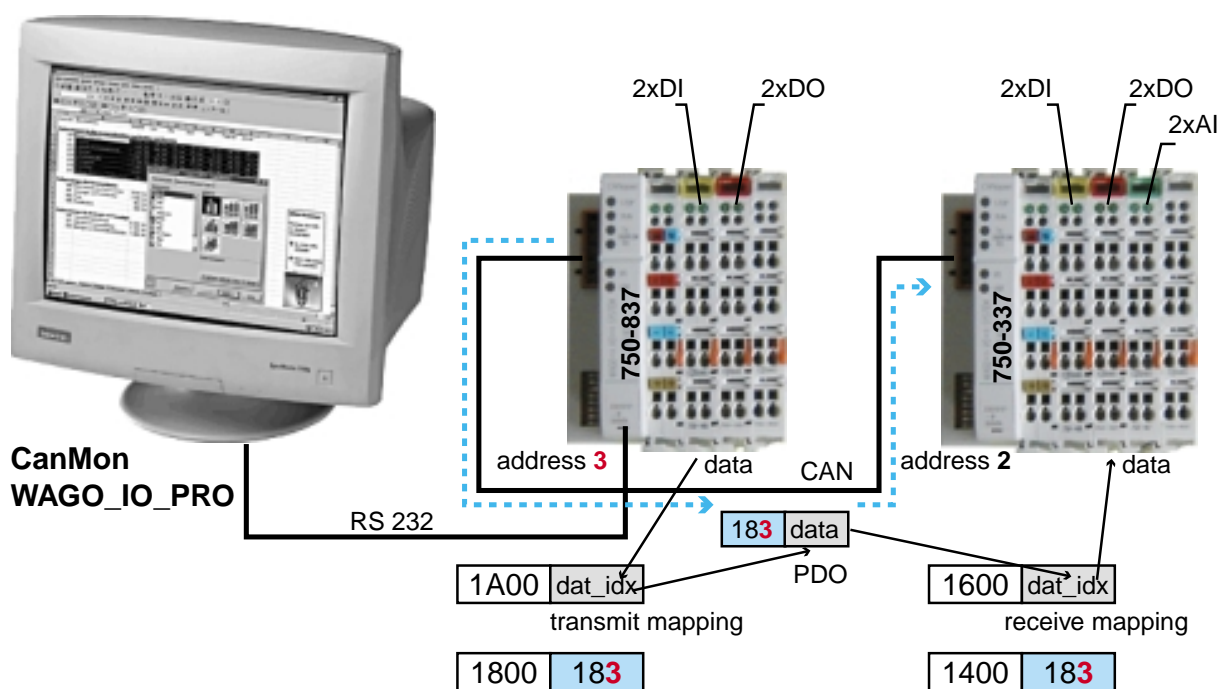 2xDI
2xDO
2xDI
2xDO
2xAI
750-837
750-337
CanMon
WAGO_IO_PRO
address 3
data
CAN
address 2
data
RS 232
183 data
PDO
1A00 dat_idx
transmit mapping
1600 dat_idx
receive mapping
1800 183
1400 183